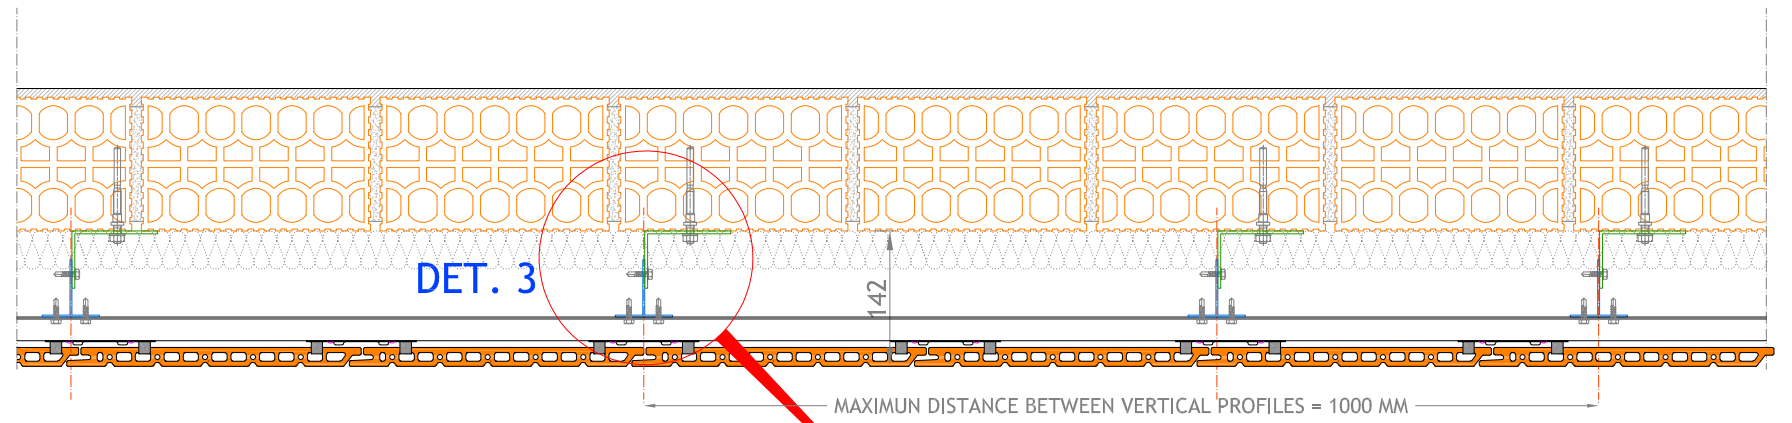 DET. 3
142
MAXIMUN DISTANCE BETWEEN VERTICAL PROFILES = 1000 MM